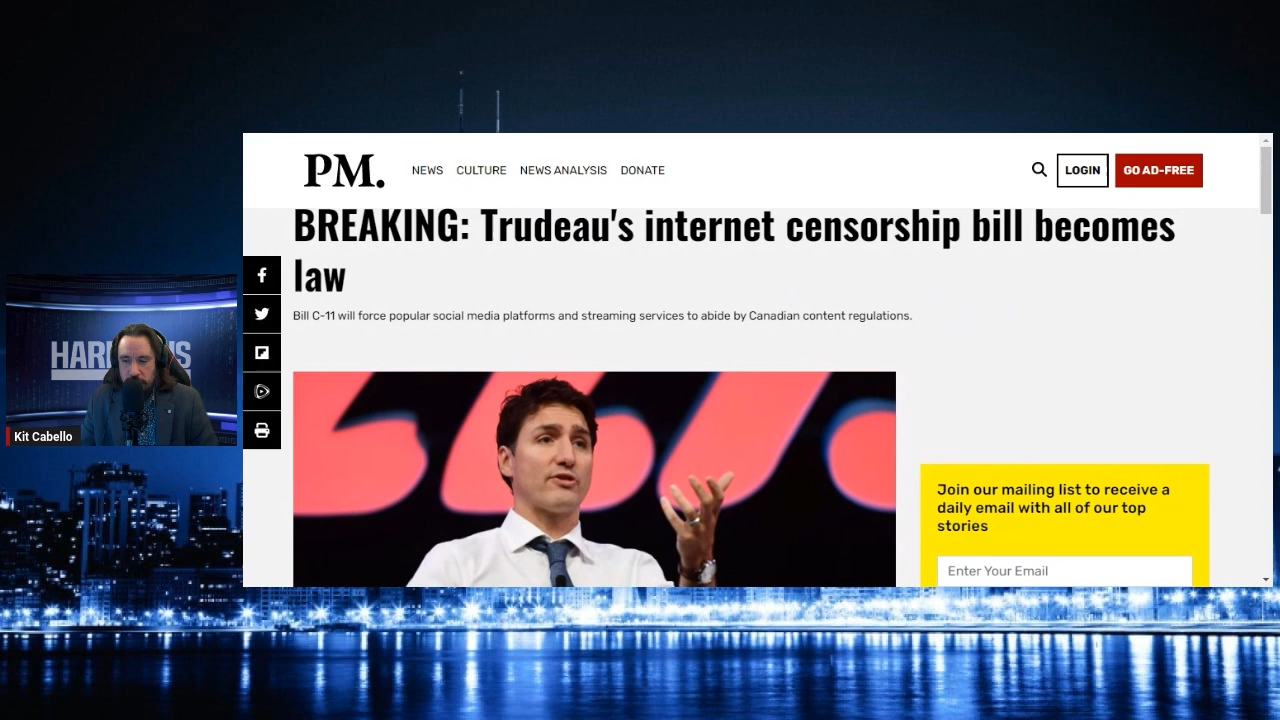 PM.
NEWS CULTURE NEWS ANALYSIS DONATE
LOGIN
GO AD-FREE
BREAKING: Trudeau's internet censorship bill becomes
law
Bill C-11 will force popular social media platforms and streaming services to abide by Canadian content regulations.
Kit Cabello
Join our mailing list to receive a
daily email with all of our top
stories
Enter Your Email